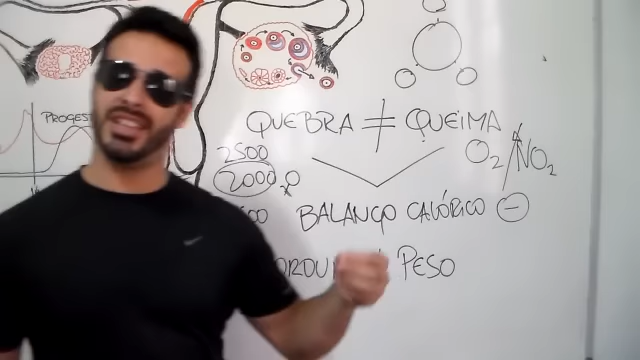 PROGEST
QUEBRA ≠ QUEIMA
2500
2000
O2/NO2
BALANÇO CALÓRICO -
PESO